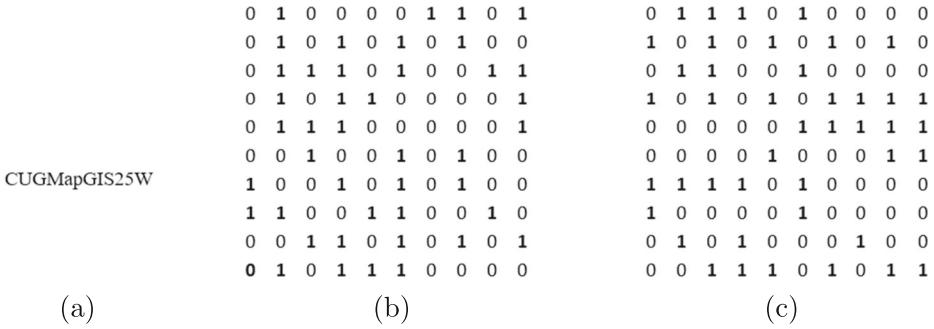 0 1 0 0 0 0 1 1 0 1 0 1 1 1 0 1 0 0 0 0
0 1 0 1 0 1 0 1 0 0 1 0 1 0 1 0 1 0 1 0
0 1 1 1 0 1 0 0 1 1 0 1 1 0 0 1 0 0 0 0
0 1 0 1 1 0 0 0 0 1 1 0 1 0 1 0 1 1 1 1
0 1 1 1 0 0 0 0 0 1 0 0 0 0 0 1 1 1 1 1
0 0 1 0 0 1 0 1 0 0 0 0 0 0 1 0 0 0 1 1
CUGMapGIS25W 1 0 0 1 0 1 0 1 0 0 1 1 1 1 0 1 0 0 0 0
1 1 0 0 1 1 0 0 1 0 1 0 0 0 0 1 0 0 0 0
0 0 1 1 0 1 0 1 0 1 0 1 0 1 0 0 0 1 0 0
0 1 0 1 1 1 0 0 0 0 0 0 1 1 1 0 1 0 1 1
(a) (b) (c)